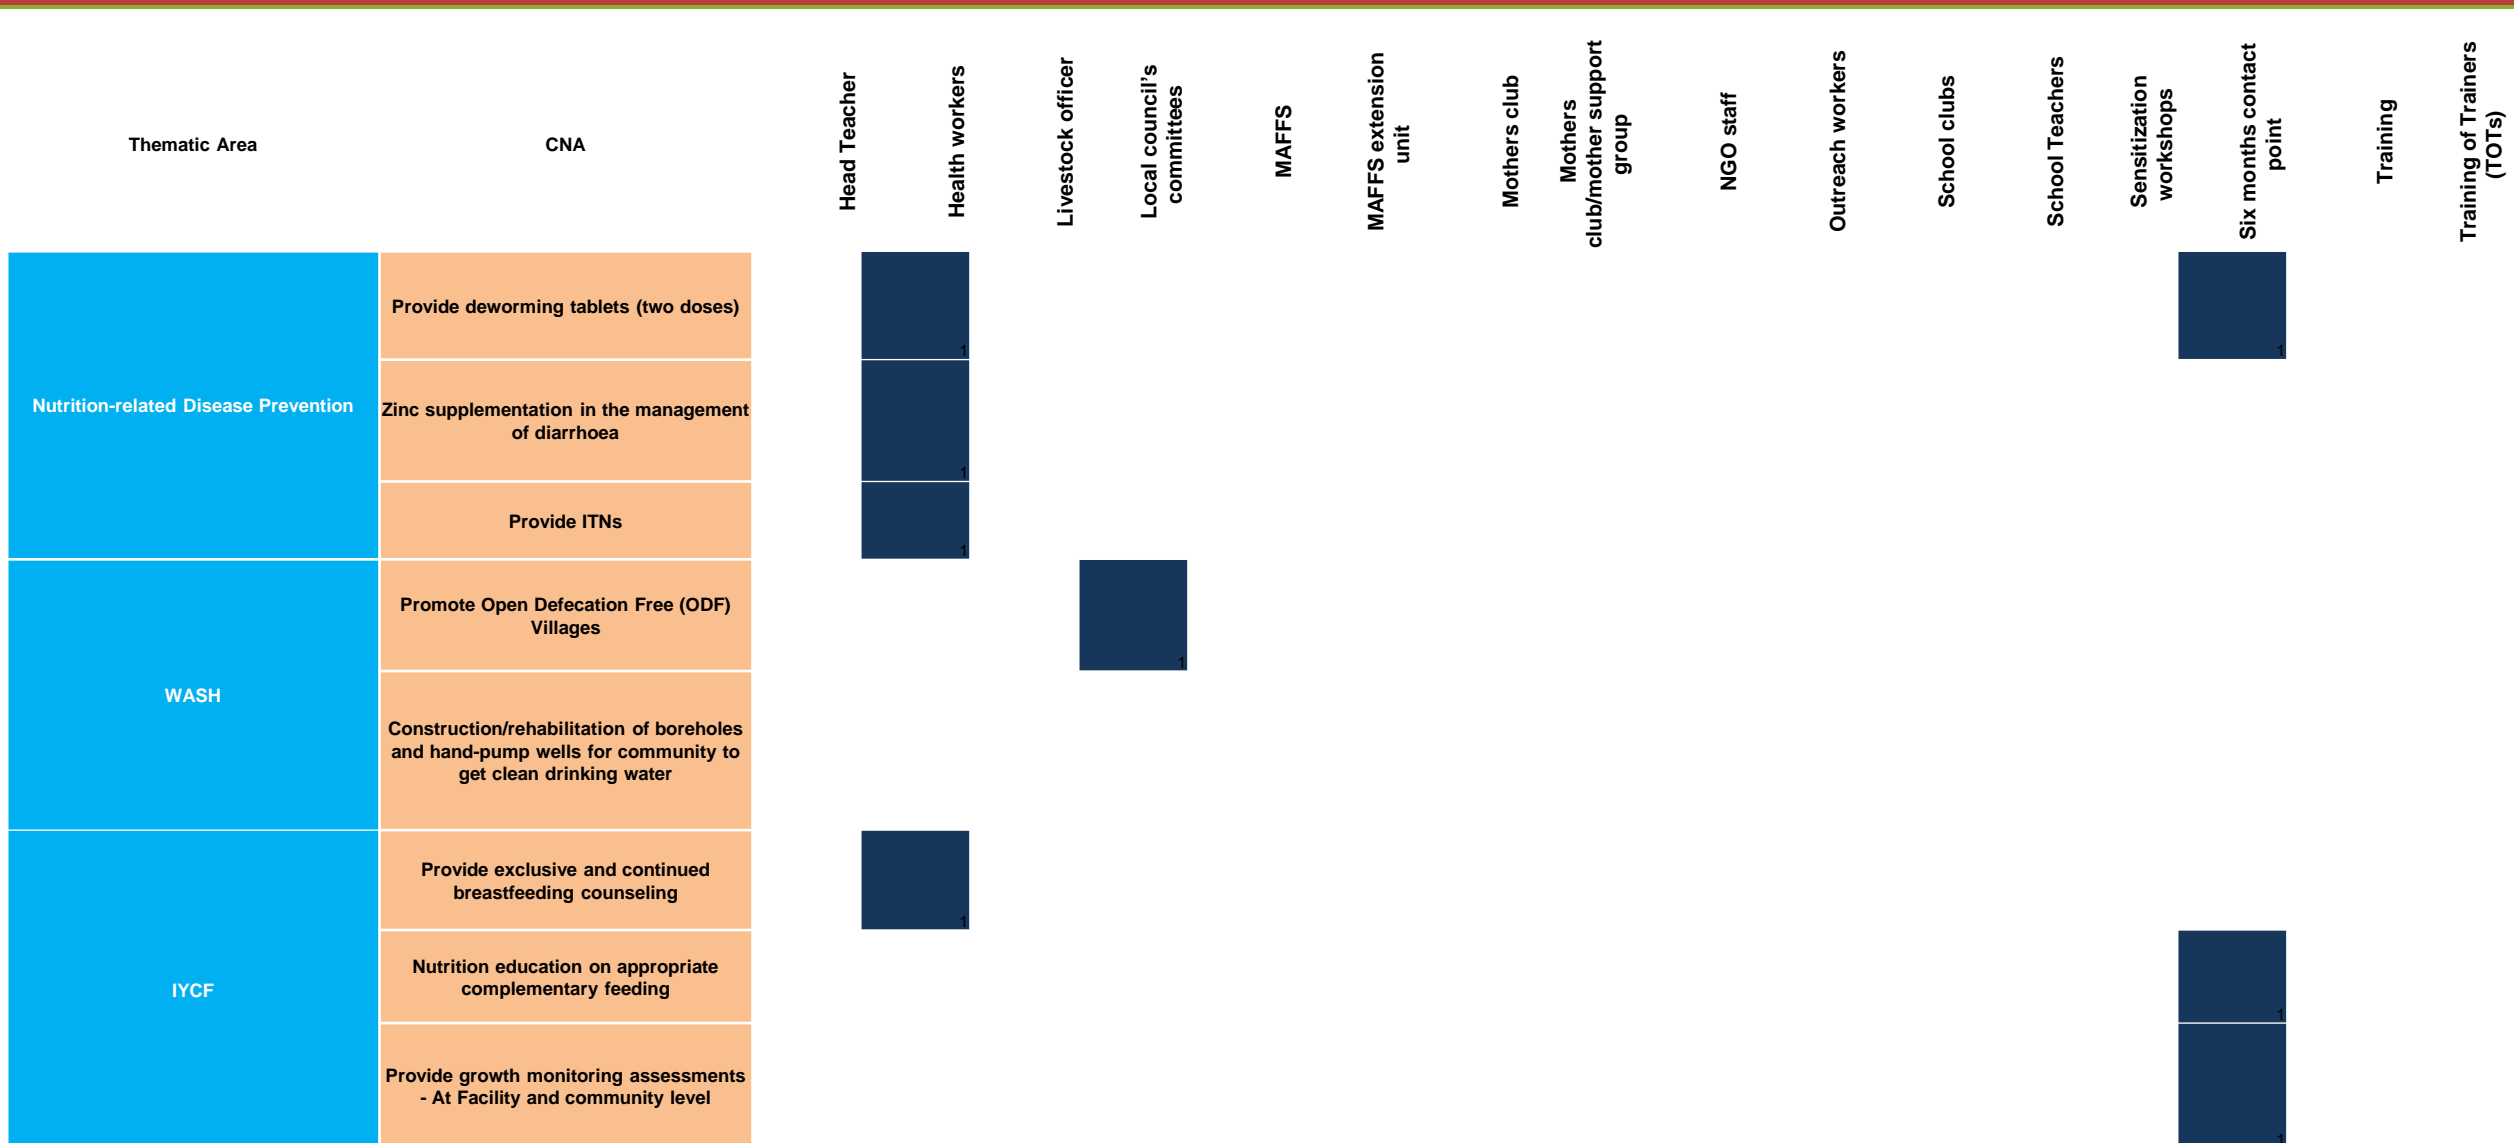 Thematic Area
CNA
Head Teacher
Health workers
Livestock officer
Local council’s
committees
MAFFS
MAFFS extension
unit
Mothers club
Mothers
club/mother support
group
NGO staff
Outreach workers
School clubs
School Teachers
Sensitization
workshops
Six months contact
point
Training
Training of Trainers
(TOTs)
Nutrition-related Disease Prevention
Provide deworming tablets (two doses)
1
1
Zinc supplementation in the management
of diarrhoea
1
Provide ITNs
1
WASH
Promote Open Defecation Free (ODF)
Villages
1
Construction/rehabilitation of boreholes
and hand-pump wells for community to
get clean drinking water
IYCF
Provide exclusive and continued
breastfeeding counseling
1
Nutrition education on appropriate
complementary feeding
1
Provide growth monitoring assessments
- At Facility and community level
1